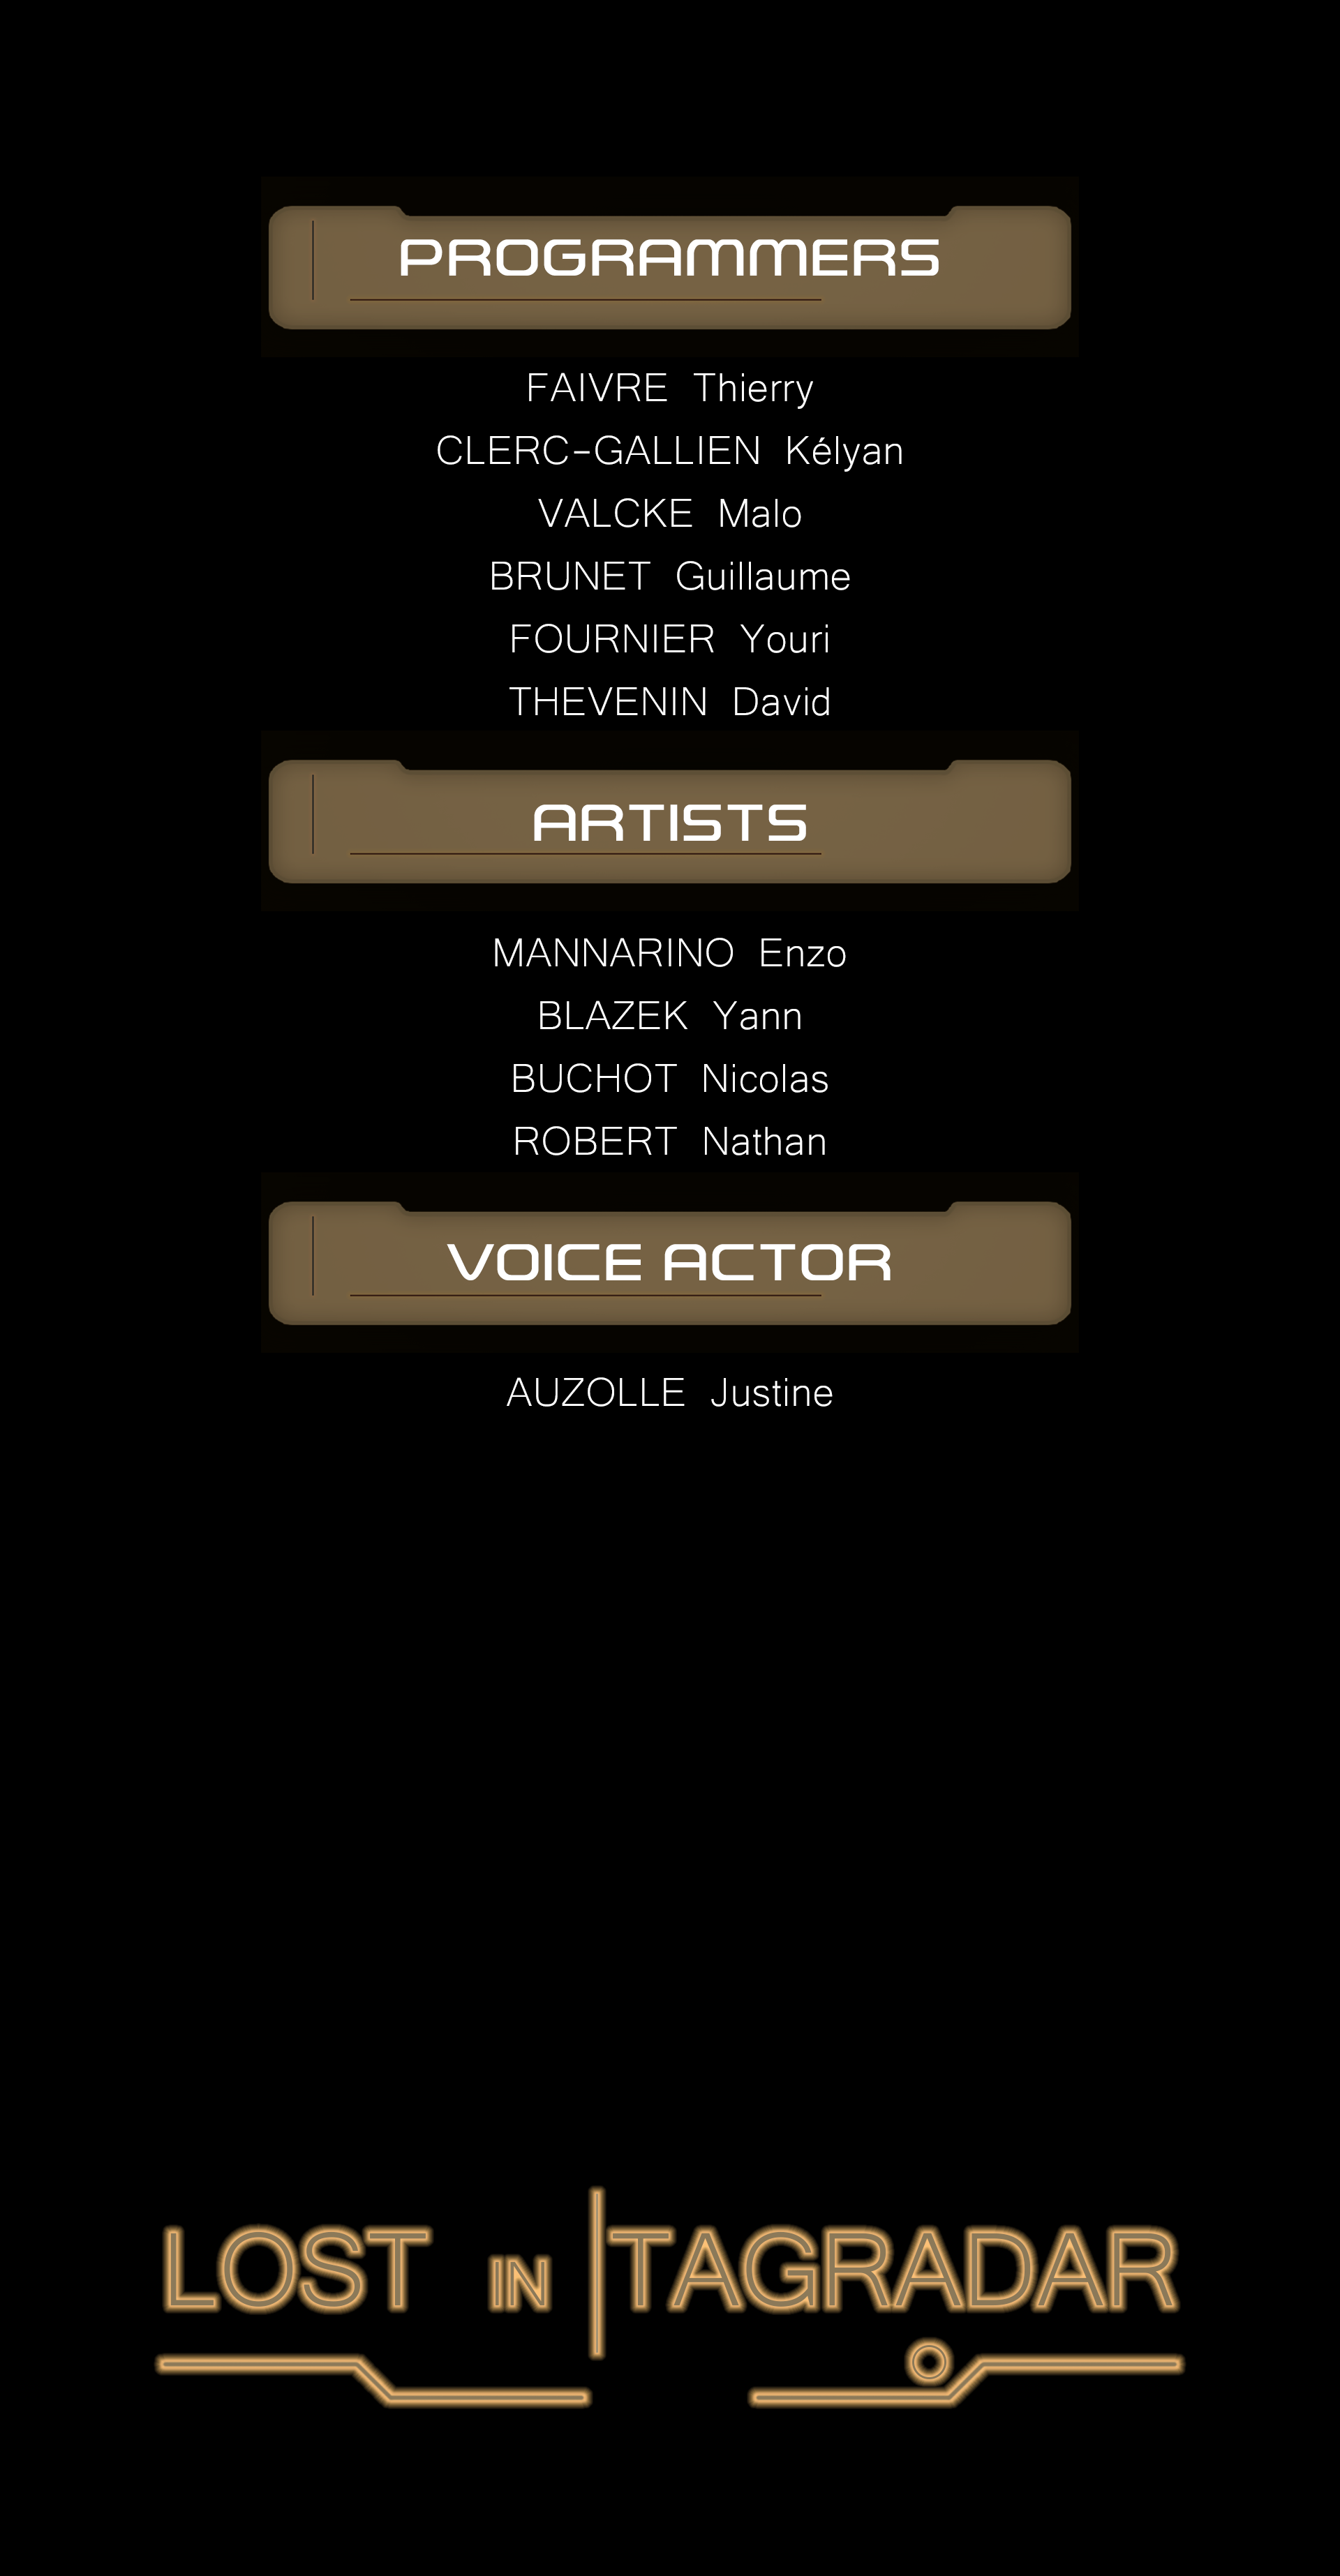 PROGRAMMERS
FAIVRE Thierry
CLERC-GALLIEN Kélyan
VALCKE Malo
BRUNET Guillaume
FOURNIER Youri
THEVENIN David
ARTISTS
MANNARINO Enzo
BLAZEK Yann
BUCHOT Nicolas
ROBERT Nathan
VOICE ACTOR
AUZOLLE Justine
LOST IN TAGRADAR